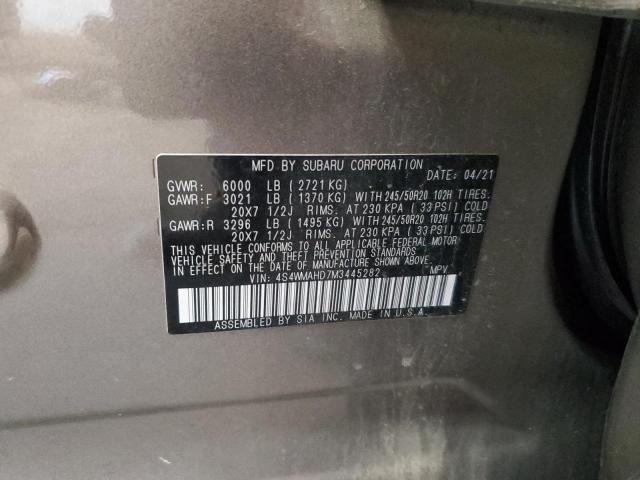 MFD BY SUBARU CORPORATION
DATE: 04/21
GVWR: 6000 LB (2721 KG)
GAWR:F 3021 LB (1370 KG) WITH 245/50R20 102H TIRES.
20X7 1/2J RIMS. AT 230 KPA (33 PSI) COLD
GAWR:R 3296 LB (1495 KG) WITH 245/50R20 102H TIRES.
20X7 1/2J RIMS. AT 230 KPA (33 PSI) COLD
THIS VEHICLE CONFORMS TO ALL APPLICABLE FEDERAL MOTOR
VEHICLE SAFETY, BUMPER, AND THEFT PREVENTION STANDARDS
IN EFFECT ON THE DATE OF MANUFACTURE SHOWN ABOVE.
VIN: 4S4WMAHD7M3445282 MPV
ASSEMBLED BY SIA INC. MADE IN U.S.A.